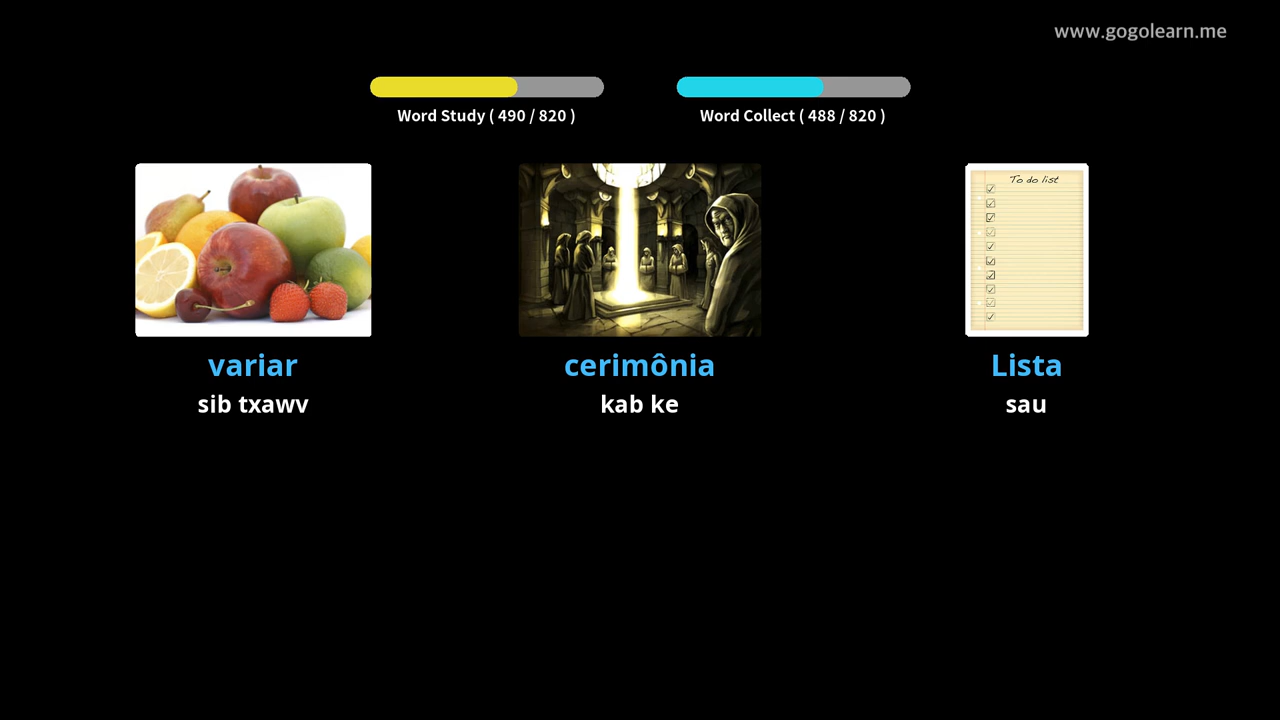 www.gogolearn.me
Word Study ( 490 / 820 )
Word Collect ( 488 / 820 )
To do list
variar
cerimônia
Lista
sib txawv
kab ke
sau